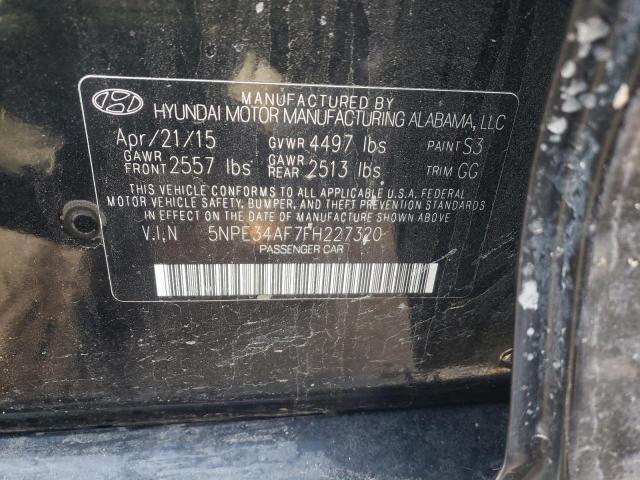 MANUFACTURED BY
HYUNDAI MOTOR MANUFACTURING ALABAMA, LLC
Apr/21/15 GVWR 4497 lbs PAINT S3
GAWR FRONT 2557 lbs GAWR REAR 2513 lbs TRIM GG
THIS VEHICLE CONFORMS TO ALL APPLICABLE U.S.A. FEDERAL
MOTOR VEHICLE SAFETY, BUMPER, AND THEFT PREVENTION
STANDARDS IN EFFECT ON THE DATE OF MANUFACTURE SHOWN ABOVE
V.I.N 5NPE34AF7FH227320
PASSENGER CAR